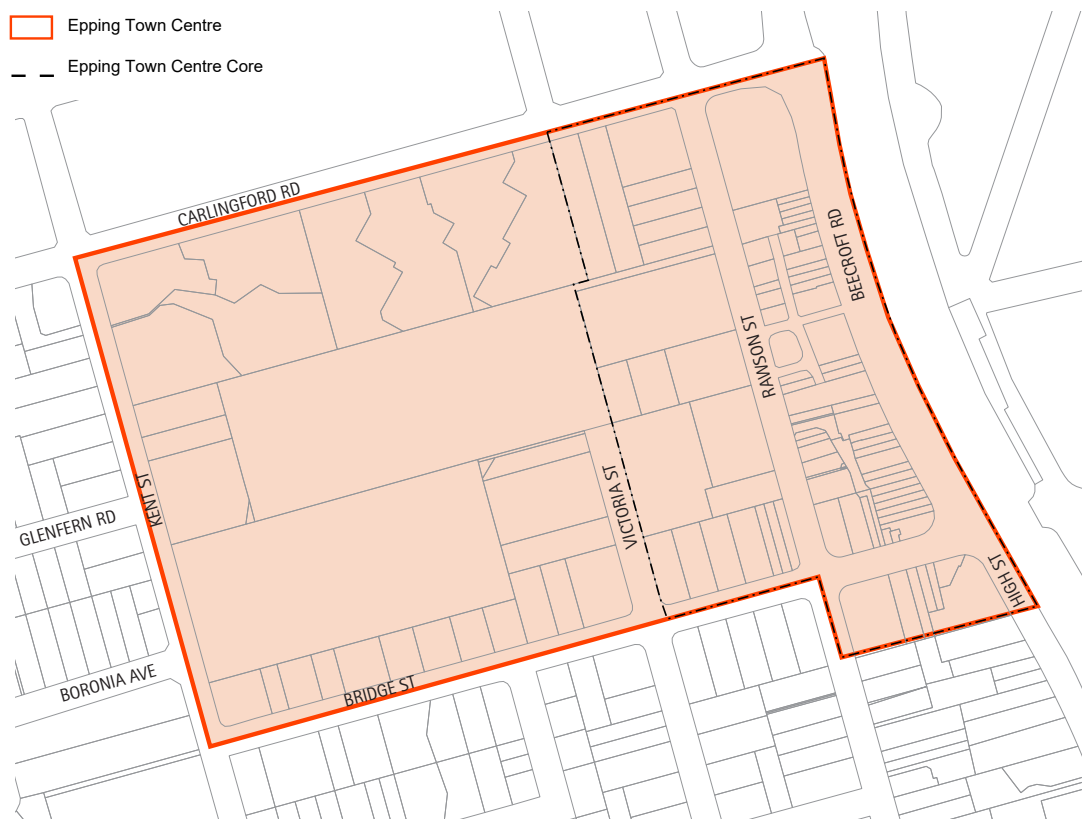 Epping Town Centre
Epping Town Centre Core
CARLINGFORD RD
BEECROFT RD
RAWSON ST
KENT ST
VICTORIA ST
GLENFERN RD
HIGH ST
BORONIA AVE
BRIDGE ST